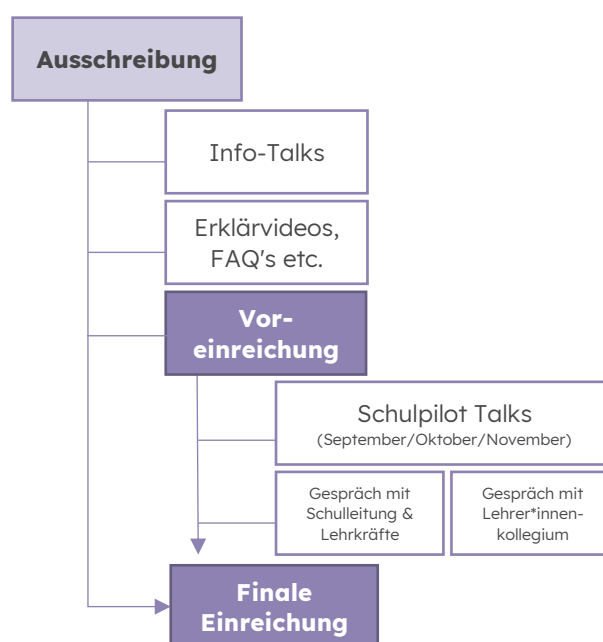 Ausschreibung
Info-Talks
Erklärvideos,
FAQ's etc.
Vor-
einreichung
Schulpilot Talks
(September/Oktober/November)
Gespräch mit
Schulleitung &
Lehrkräfte
Gespräch mit
Lehrer*innen-
kollegium
Finale
Einreichung